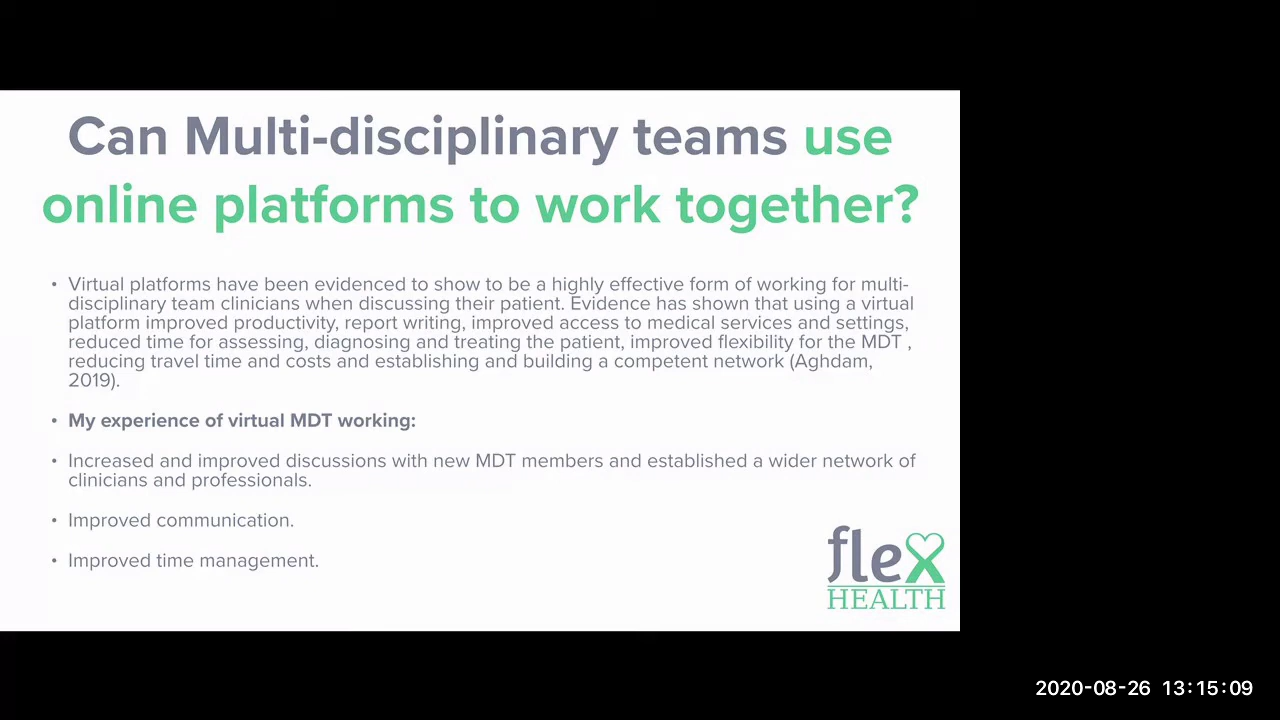 Can Multi-disciplinary teams use
online platforms to work together?
• Virtual platforms have been evidenced to show to be a highly effective form of working for multi-
disciplinary team clinicians when discussing their patient. Evidence has shown that using a virtual
platform improved productivity, report writing, improved access to medical services and settings,
reduced time for assessing, diagnosing and treating the patient, improved flexibility for the MDT ,
reducing travel time and costs and establishing and building a competent network (Aghdam,
2019).
• My experience of virtual MDT working:
• Increased and improved discussions with new MDT members and established a wider network of
clinicians and professionals.
• Improved communication.
• Improved time management.
flex
HEALTH
2020-08-26 13:15:09